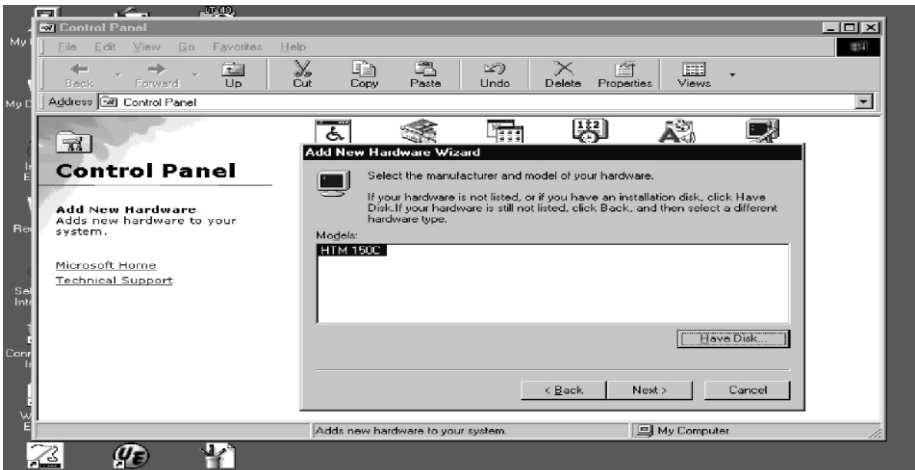 Control Panel
File Edit View Go Favorites Help
Back Forward Up Cut Copy Paste Undo Delete Properties Views
Address Control Panel
Control Panel
Add New Hardware
Adds new hardware to your
system.
Microsoft Home
Technical Support
Add New Hardware Wizard
Select the manufacturer and model of your hardware.
If your hardware is not listed, or if you have an installation disk, click Have
Disk.If your hardware is still not listed, click Back, and then select a different
hardware type.
Models:
HTM 150C
Have Disk...
< Back Next > Cancel
Adds new hardware to your system. My Computer